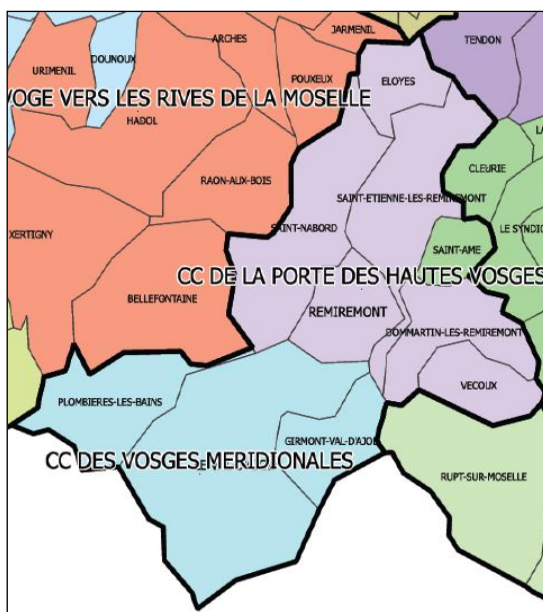 TENDON
JARMENIL
ARCHES
DOUNOUX
URIMENIL
POUXEUX
ELOYES
VOGE VERS LES RIVES DE LA MOSELLE
HADOL
CLEURIE
RAON-AUX-BOIS
SAINT-ETIENNE-LES-REMIREMONT
SAINT-NABORD
LE SYNDIC
XERTIGNY
SAINT-AME
CC DE LA PORTE DES HAUTES VOSGES
BELLEFONTAINE
REMIREMONT
DOMMARTIN-LES-REMIREMONT
VECOUX
PLOMBIERES-LES-BAINS
GIRMONT-VAL-D'AJOL
CC DES VOSGES MERIDIONALES
RUPT-SUR-MOSELLE